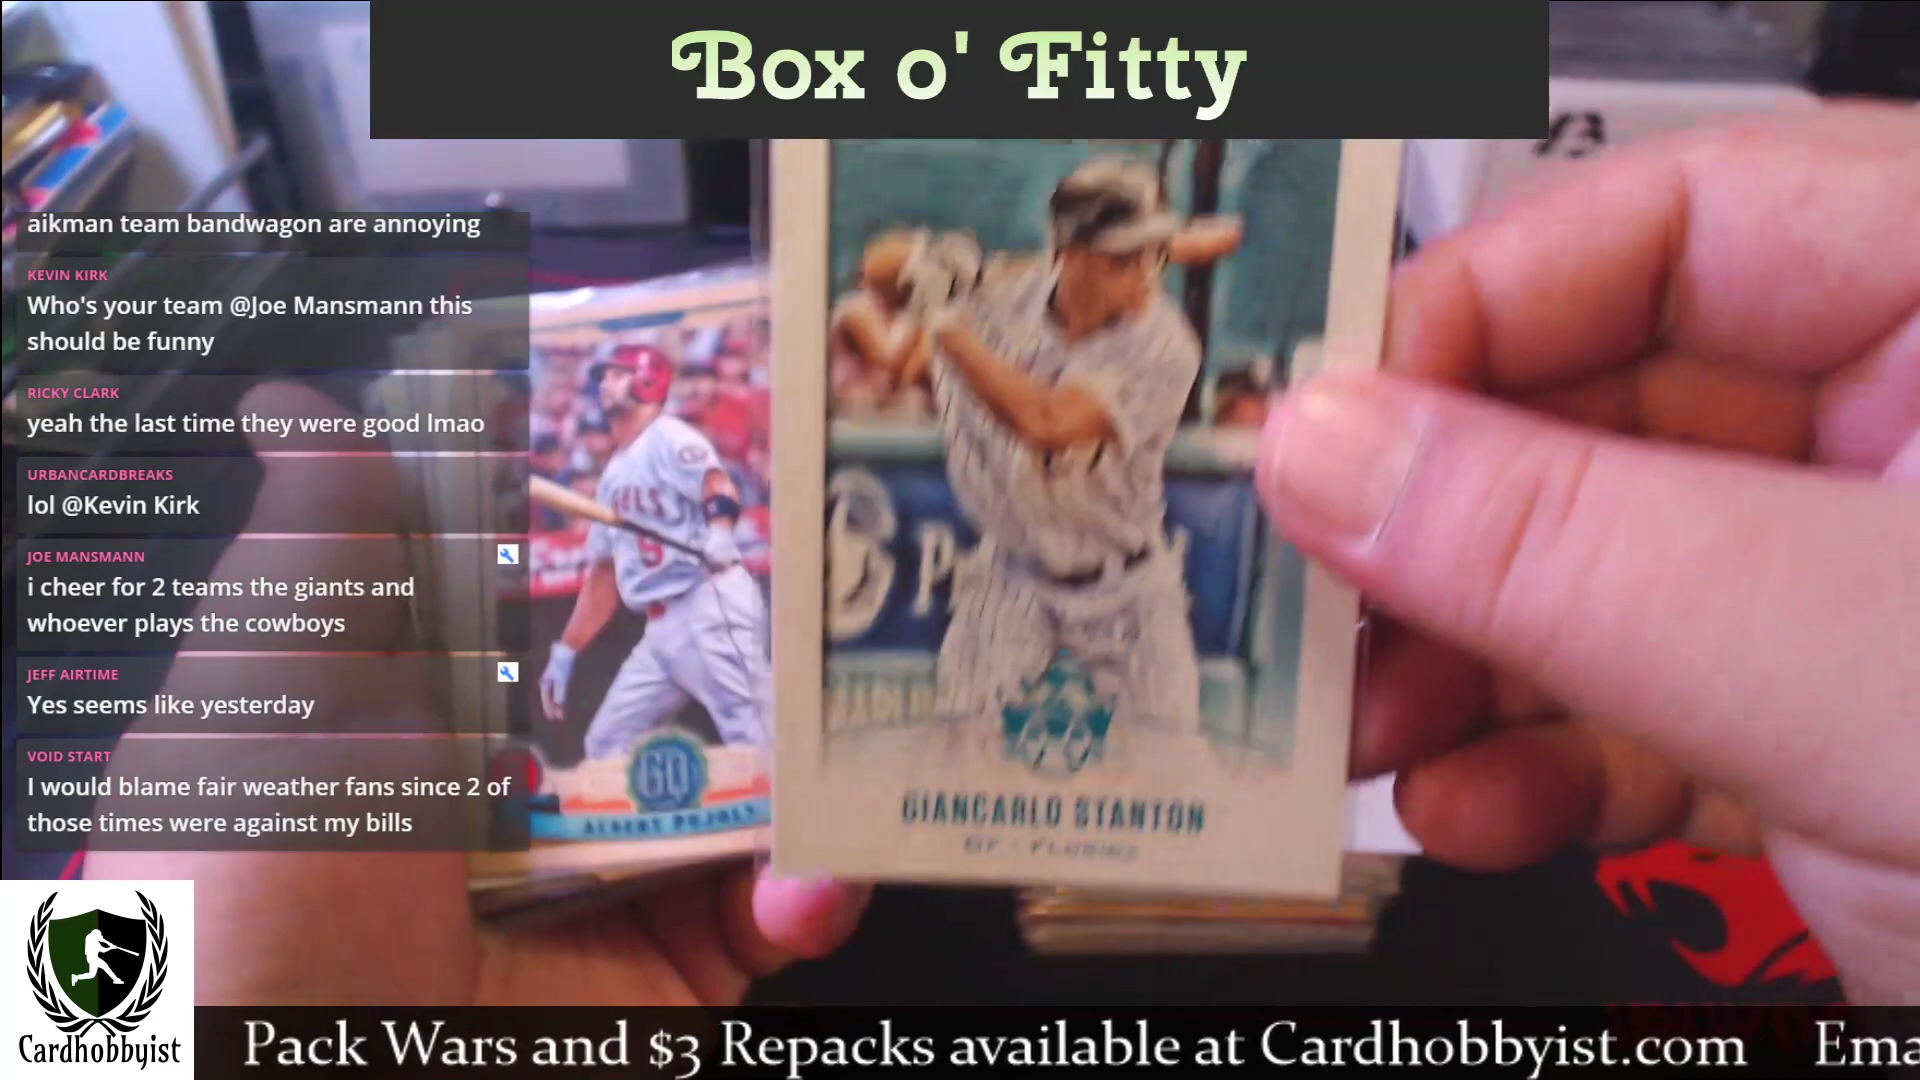 Box o' Fitty
aikman team bandwagon are annoying
KEVIN KIRK
Who's your team @Joe Mansmann this
should be funny
RICKY CLARK
yeah the last time they were good lmao
URBANCARDBREAKS
lol @Kevin Kirk
JOE MANSMANN
i cheer for 2 teams the giants and
whoever plays the cowboys
JEFF AIRTIME
Yes seems like yesterday
VOID START
I would blame fair weather fans since 2 of
those times were against my bills
GQ
ALBERT PUJOLS
GIANCARLO STANTON
OF - FLORIDA
Cardhobbyist
Pack Wars and $3 Repacks available at Cardhobbyist.com Ema